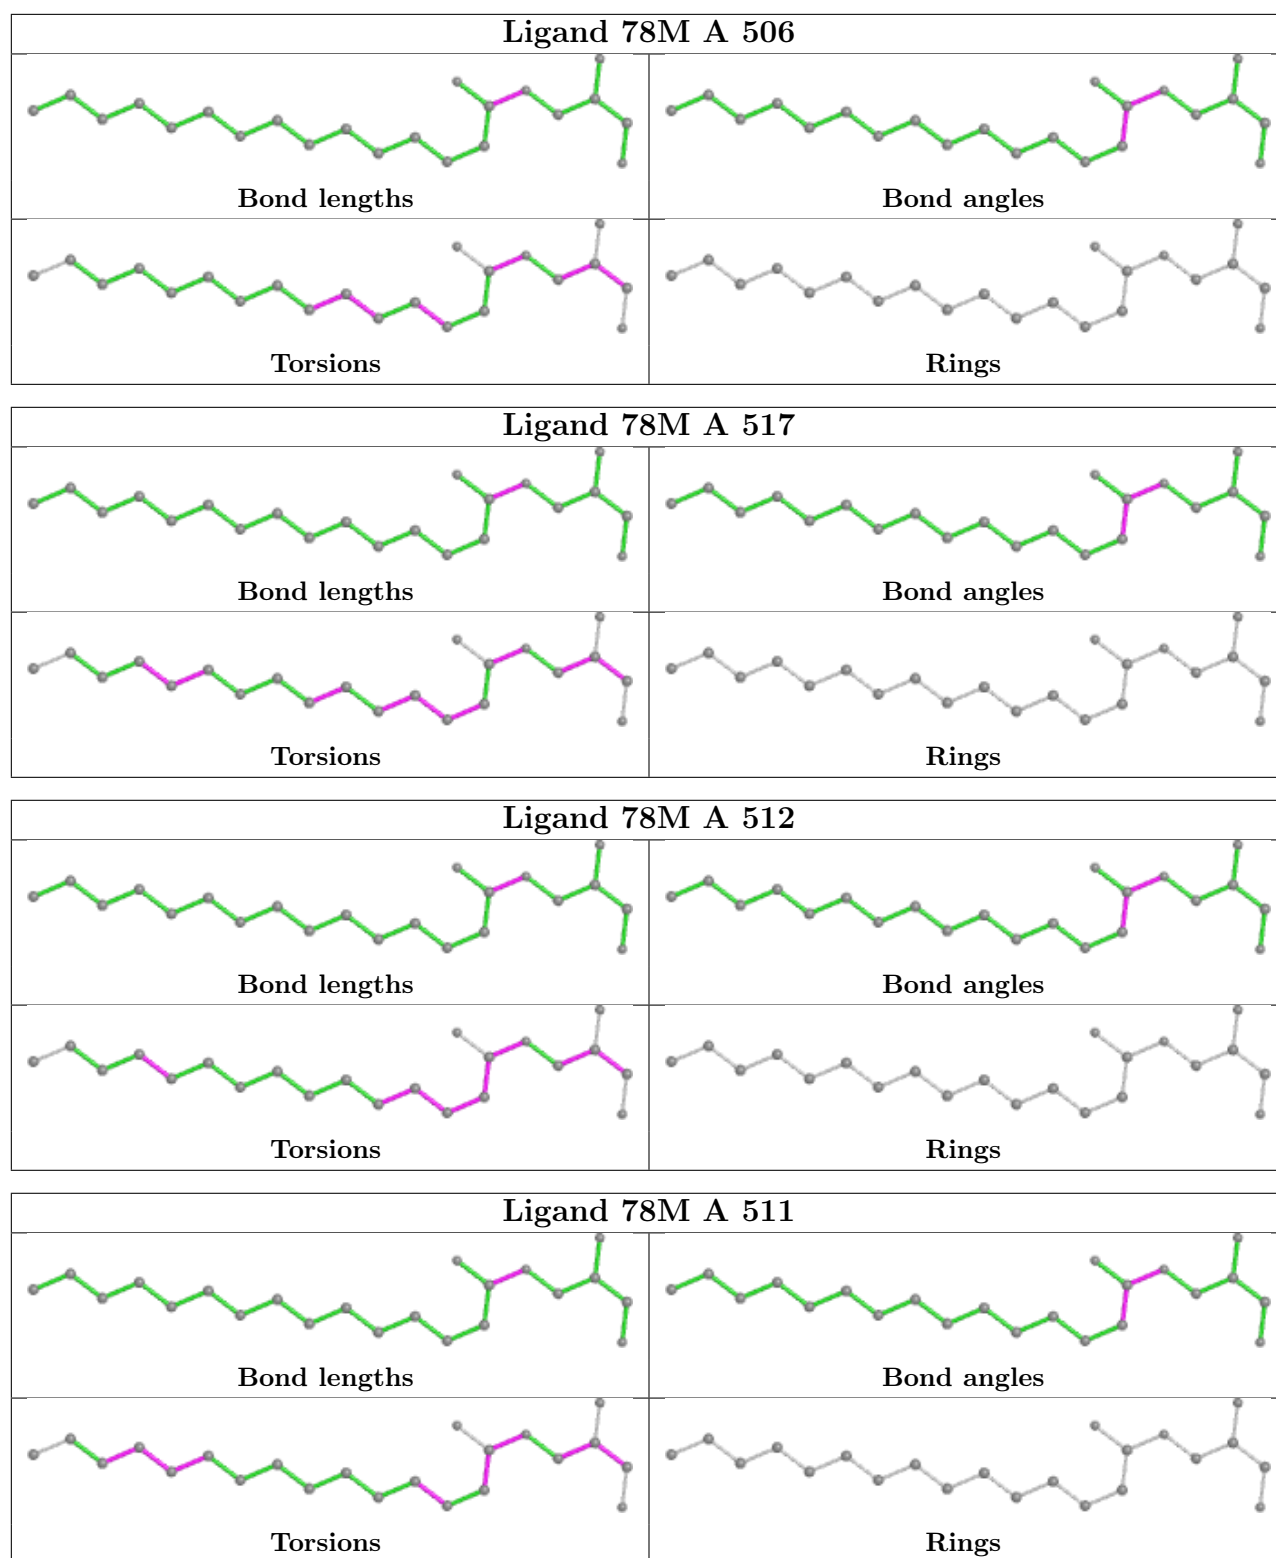 Ligand 78M A 506
Bond lengths Bond angles
Torsions Rings
Ligand 78M A 517
Bond lengths Bond angles
Torsions Rings
Ligand 78M A 512
Bond lengths Bond angles
Torsions Rings
Ligand 78M A 511
Bond lengths Bond angles
Torsions Rings